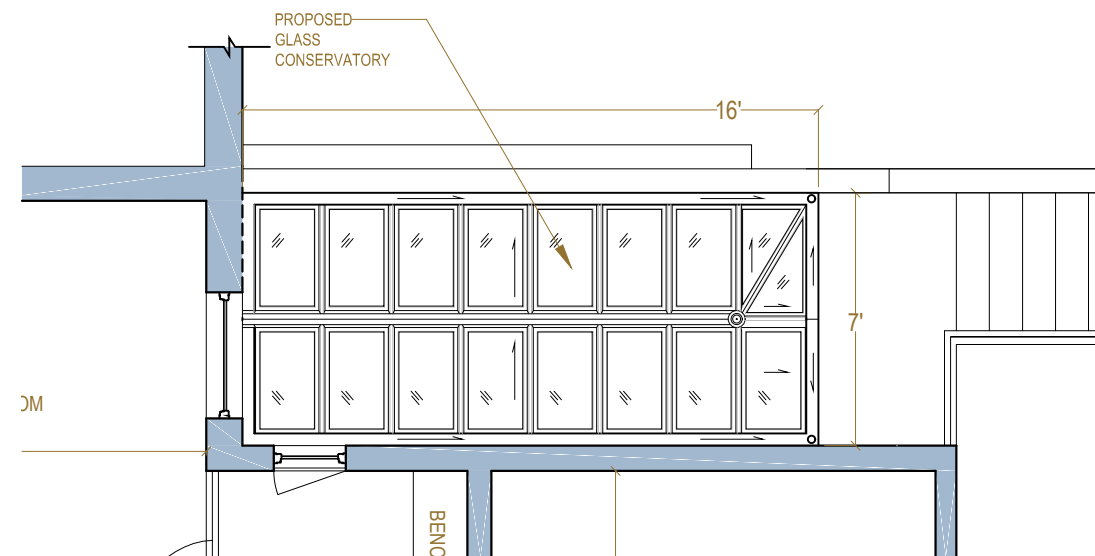 PROPOSED
GLASS
CONSERVATORY
16'
7'
OM
BENC